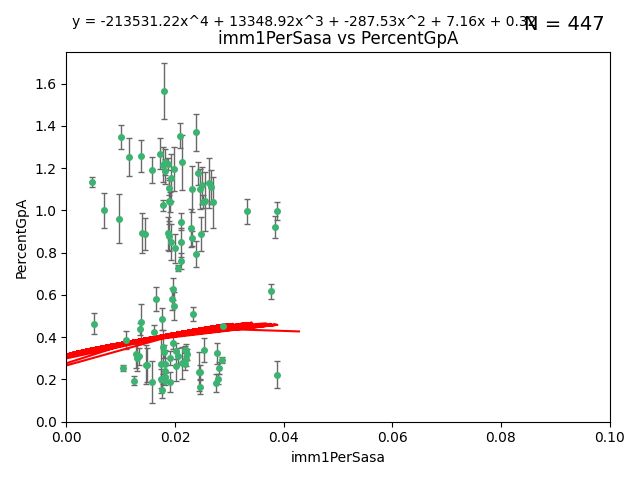 y = -213531.22x^4 + 13348.92x^3 + -287.53x^2 + 7.16x + 0.32
N = 447
imm1PerSasa vs PercentGpA
PercentGpA
1.6
1.4
1.2
1.0
0.8
0.6
0.4
0.2
0.0
0.00 0.02 0.04 0.06 0.08 0.10
imm1PerSasa